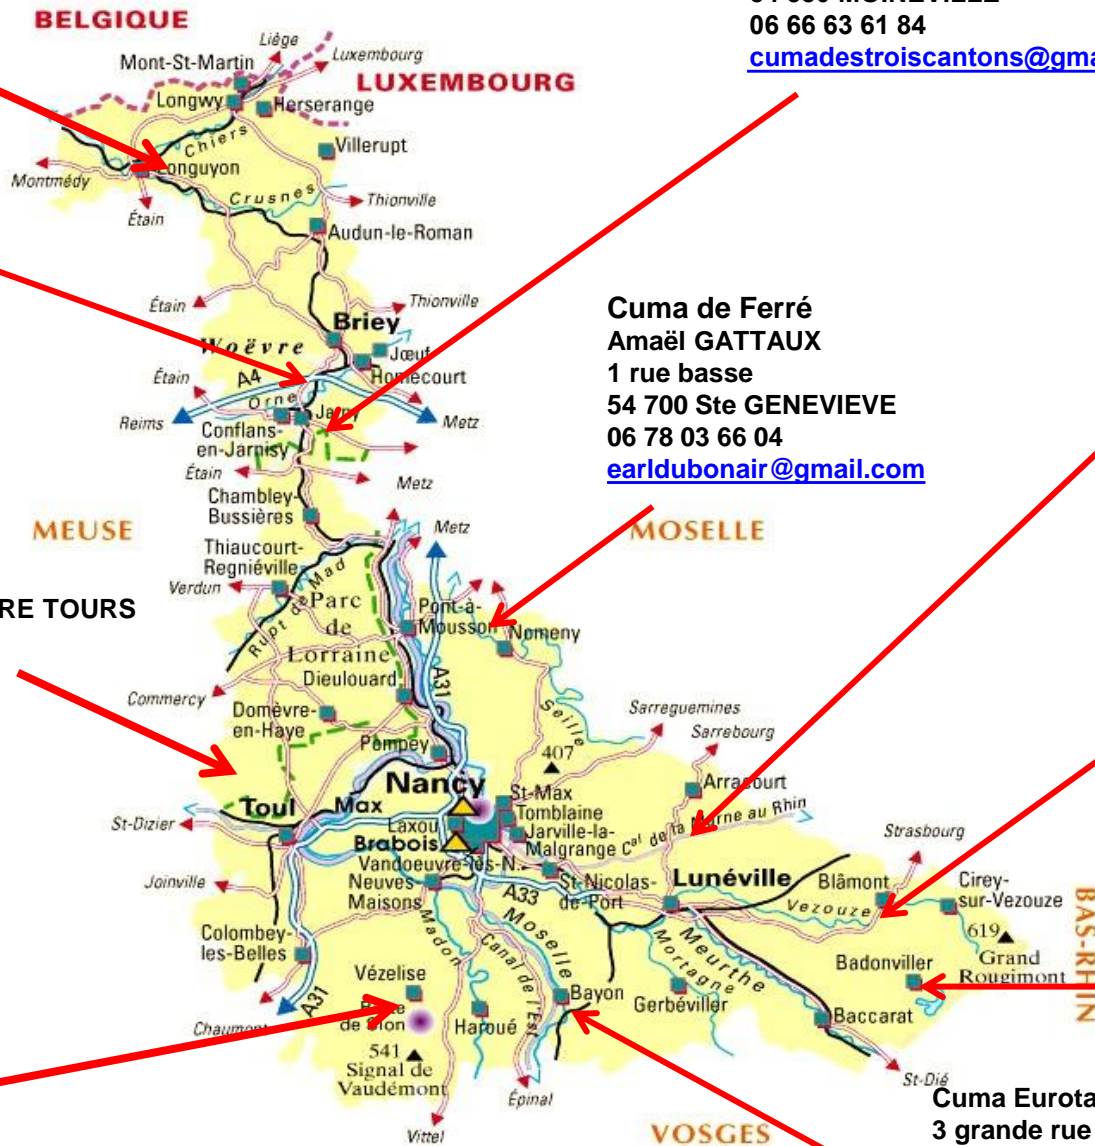 06 66 63 61 84
cumadestroiscantons@gma
BELGIQUE
Liège
Mont-St-Martin
Luxembourg
LUXEMBOURG
Longwy
Herserange
Chiers
Villerupt
Longuyon
Montmédy
Crusnes
Thionville
Étain
Audun-le-Roman
Étain
Thionville
Briey
Woëvre
Jœuf
Étain
A4
Homécourt
Orne
Reims
Jarny
Metz
Conflans-
en-Jarnisy
Étain
Metz
Chambley-
Bussières
Cuma de Ferré
Amaël GATTAUX
1 rue basse
54 700 Ste GENEVIEVE
06 78 03 66 04
earldubonair@gmail.com
MEUSE
Metz
MOSELLE
Thiaucourt-
Regniéville
Verdun
Rupt de Mad
RE TOURS
Parc
de
Lorraine
Pont-à-
Mousson
Nomeny
Dieulouard
A31
Commercy
Domèvre-
en-Haye
Seille
Sarreguemines
Sarrebourg
Pompey
407
Nancy
Arracourt
Toul
Max
St-Max
Tomblaine
St-Dizier
Laxou
Jarville-la-
Malgrange
Cal de la Marne au Rhin
Brabois
Strasbourg
Vandoeuvre-lès-N.
Joinville
Neuves-
Maisons
St-Nicolas-
de-Port
Lunéville
Blâmont
Cirey-
sur-Vezouze
A33
Vezouze
Moselle
Meurthe
Mortagne
619
Grand
Rougimont
BAS-RHIN
Colombey-
les-Belles
Madon
Canal de l'Est
Badonviller
Vézelise
Bayon
Gerbéviller
A31
Chaumont
de Sion
Haroué
Baccarat
541
Signal de
Vaudémont
Épinal
St-Dié
Vittel
VOSGES
Cuma Eurota
3 grande rue